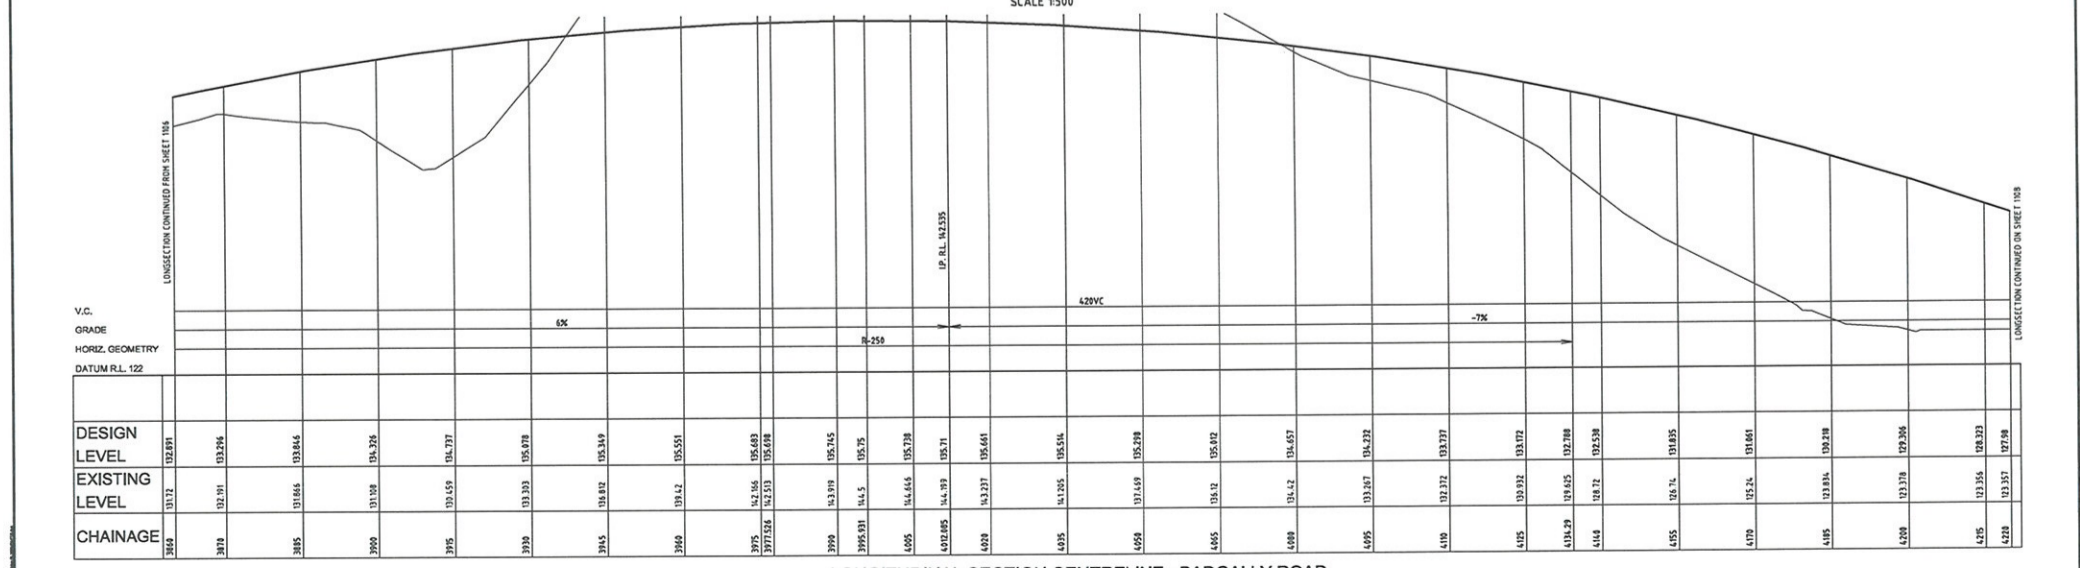 SCALE 1:500
LONGSECTION CONTINUED FROM SHEET 1106
I.P. R.L. 142.535
LONGSECTION CONTINUED ON SHEET 1108
V.C. 420VC
GRADE 6% -7%
HORIZ. GEOMETRY R-250
DATUM R.L. 122
DESIGN LEVEL 132.891 133.296 133.846 134.326 134.737 135.078 135.349 135.551 135.683 135.698 135.745 135.75 135.738 135.71 135.661 135.514 135.298 135.012 134.657 134.232 133.737 133.172 132.788 132.538 131.835 131.061 130.218 129.306 128.323 127.98
EXISTING LEVEL 131.72 132.191 131.866 131.108 130.459 133.303 136.812 139.42 142.166 142.513 143.919 144.5 144.646 144.199 143.237 141.205 137.469 136.12 134.42 133.267 132.372 130.932 129.625 128.72 126.74 125.24 123.834 123.378 123.356 123.357
CHAINAGE 3860 3870 3885 3900 3915 3930 3945 3960 3975 3977.526 3990 3995.931 4005 4012.085 4020 4035 4050 4065 4080 4095 4110 4125 4134.29 4140 4155 4170 4185 4200 4215 4220